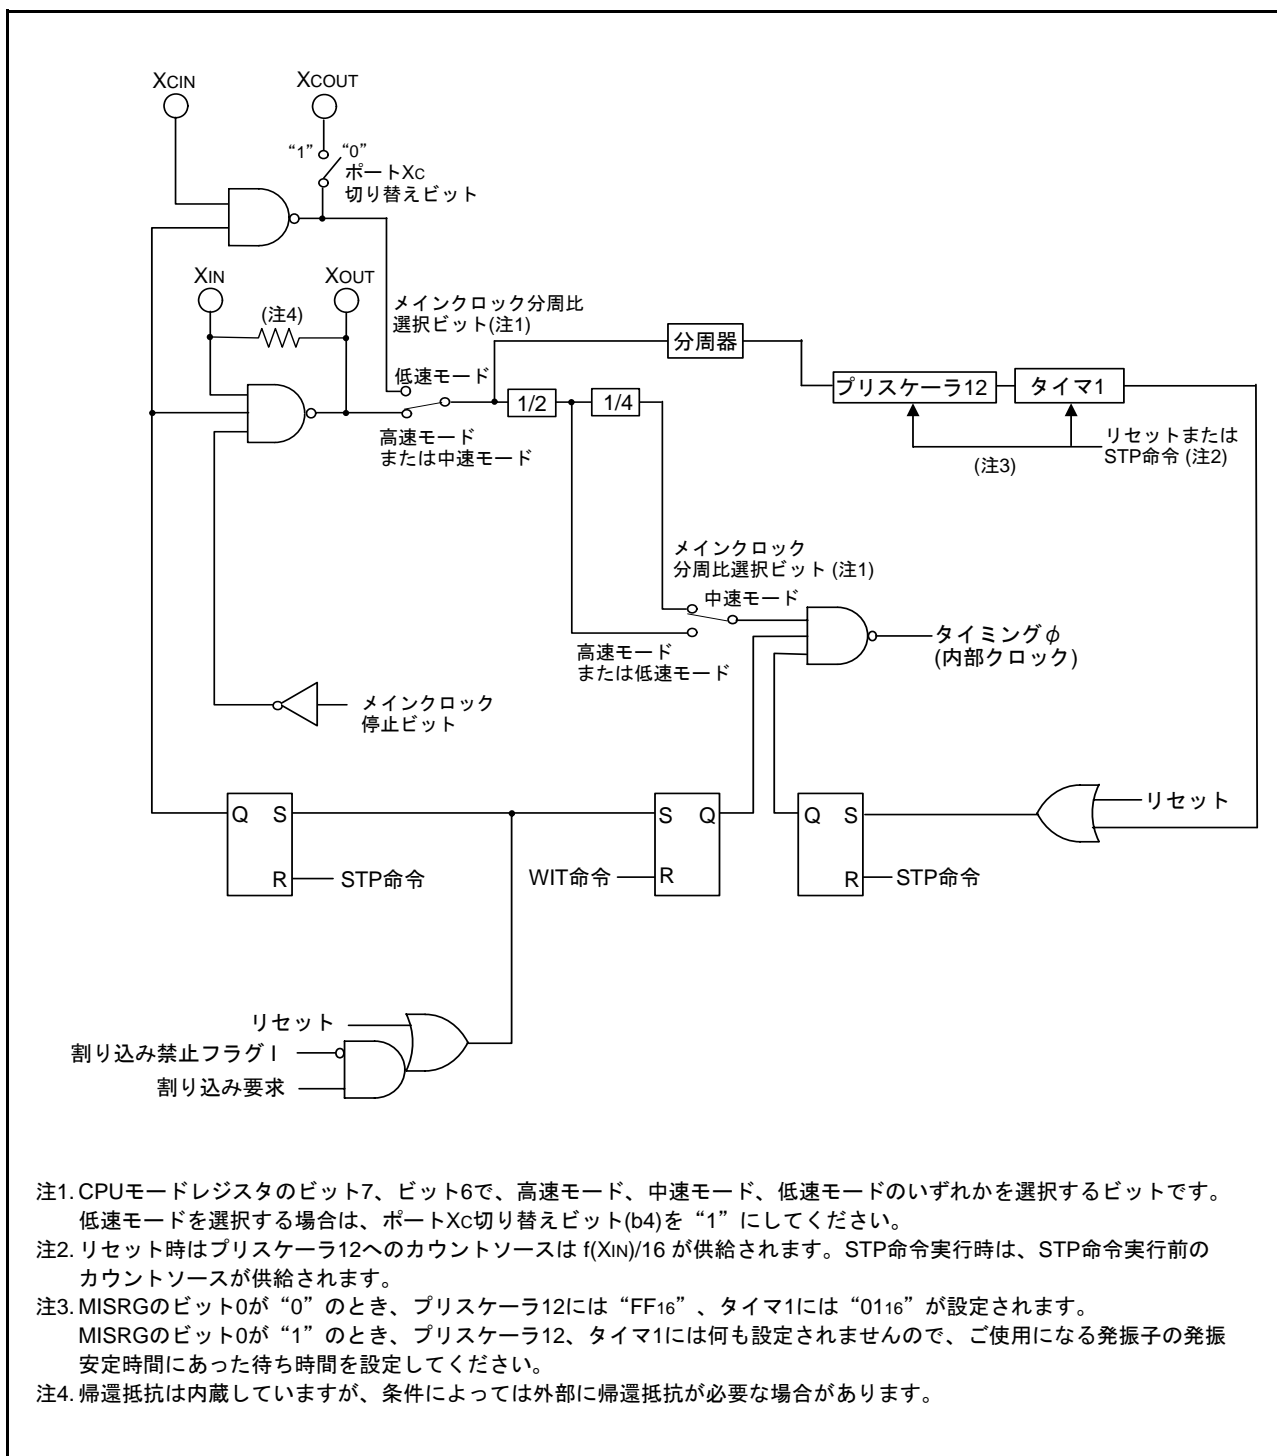 XCIN
XCOUT
“1” “0”
ポートXC
切り替えビット
XIN
XOUT
(注4)
メインクロック分周比
選択ビット(注1)
分周器
低速モード
1/2
1/4
プリスケーラ12
タイマ1
高速モード
または中速モード
リセットまたは
STP命令 (注2)
(注3)
メインクロック
分周比選択ビット (注1)
中速モード
タイミングφ
(内部クロック)
高速モード
または低速モード
メインクロック
停止ビット
Q S
R
STP命令
S Q
R
WIT命令
Q S
R
STP命令
リセット
リセット
割り込み禁止フラグ I
割り込み要求
注1. CPUモードレジスタのビット7、ビット6で、高速モード、中速モード、低速モードのいずれかを選択するビットです。
低速モードを選択する場合は、ポートXC切り替えビット(b4)を“1”にしてください。
注2. リセット時はプリスケーラ12へのカウントソースは f(XIN)/16 が供給されます。STP命令実行時は、STP命令実行前の
カウントソースが供給されます。
注3. MISRGのビット0が“0”のとき、プリスケーラ12には“FF16”、タイマ1には“0116”が設定されます。
MISRGのビット0が“1”のとき、プリスケーラ12、タイマ1には何も設定されませんので、ご使用になる発振子の発振
安定時間にあった待ち時間を設定してください。
注4. 帰還抵抗は内蔵していますが、条件によっては外部に帰還抵抗が必要な場合があります。